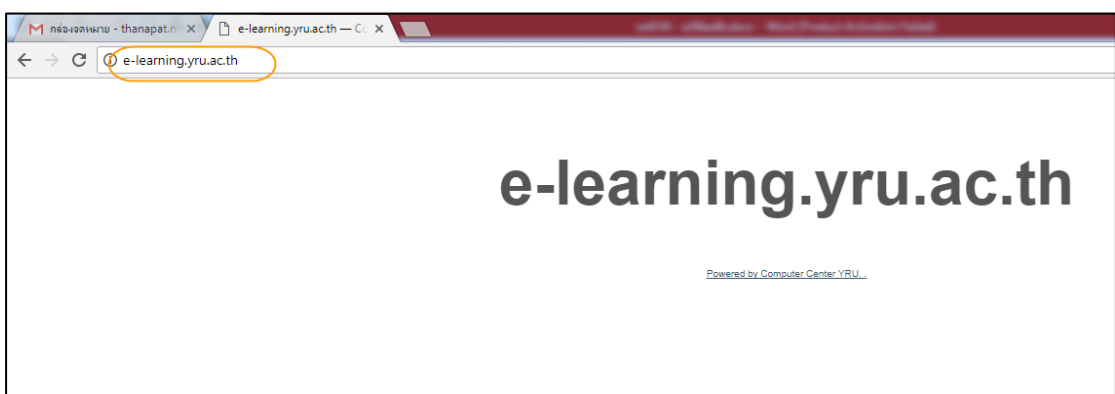 กล่องจดหมาย - thanapat.n
e-learning.yru.ac.th — Co
e-learning.yru.ac.th
e-learning.yru.ac.th
Powered by Computer Center YRU. .